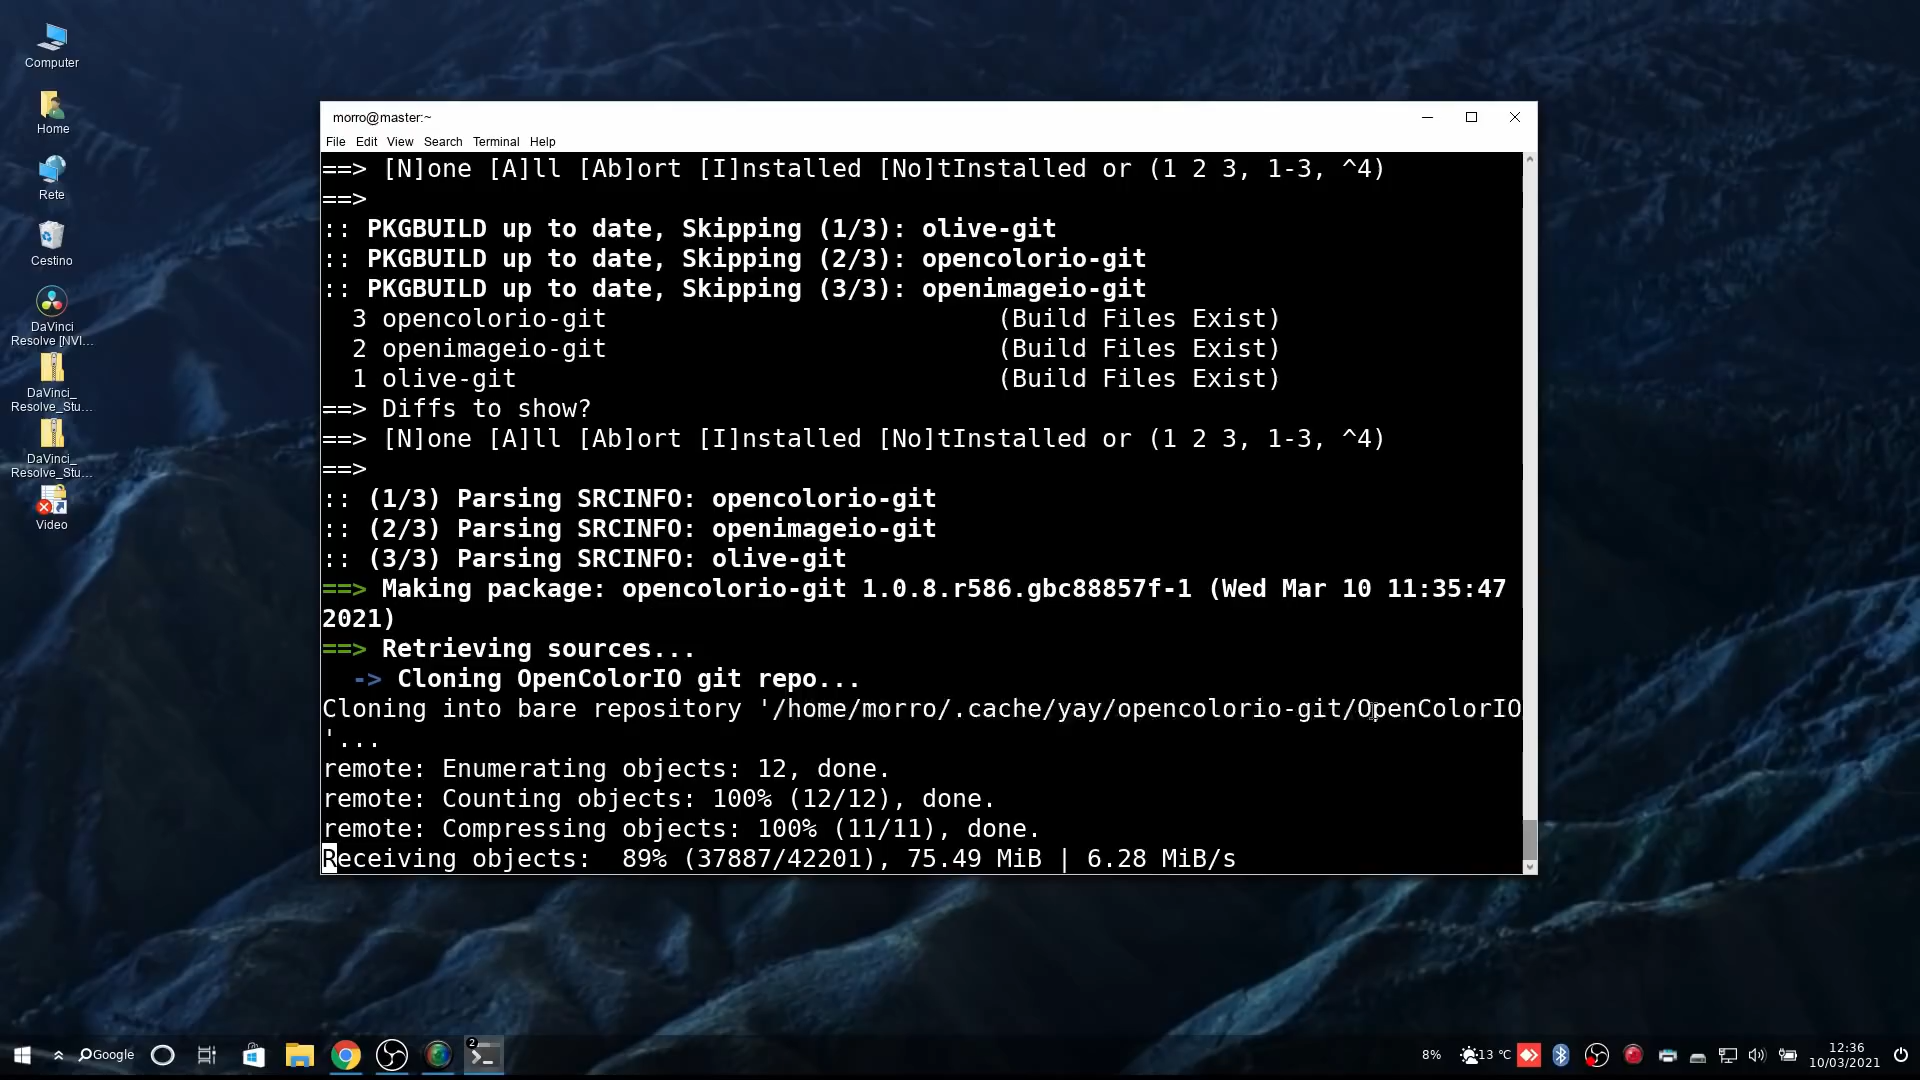 Computer
Home
Rete
Cestino
DaVinci
Resolve [NVI...
DaVinci_
Resolve_Stu...
DaVinci_
Resolve_Stu...
Video
morro@master:~
File Edit View Search Terminal Help
==> [N]one [A]ll [Ab]ort [I]nstalled [No]tInstalled or (1 2 3, 1-3, ^4)
==>
:: PKGBUILD up to date, Skipping (1/3): olive-git
:: PKGBUILD up to date, Skipping (2/3): opencolorio-git
:: PKGBUILD up to date, Skipping (3/3): openimageio-git
3 opencolorio-git (Build Files Exist)
2 openimageio-git (Build Files Exist)
1 olive-git (Build Files Exist)
==> Diffs to show?
==> [N]one [A]ll [Ab]ort [I]nstalled [No]tInstalled or (1 2 3, 1-3, ^4)
==>
:: (1/3) Parsing SRCINFO: opencolorio-git
:: (2/3) Parsing SRCINFO: openimageio-git
:: (3/3) Parsing SRCINFO: olive-git
==> Making package: opencolorio-git 1.0.8.r586.gbc88857f-1 (Wed Mar 10 11:35:47
2021)
==> Retrieving sources...
-> Cloning OpenColorIO git repo...
Cloning into bare repository '/home/morro/.cache/yay/opencolorio-git/OpenColorIO
'...
remote: Enumerating objects: 12, done.
remote: Counting objects: 100% (12/12), done.
remote: Compressing objects: 100% (11/11), done.
Receiving objects: 89% (37887/42201), 75.49 MiB | 6.28 MiB/s
Google
2
8%
13 °C
12:36
10/03/2021